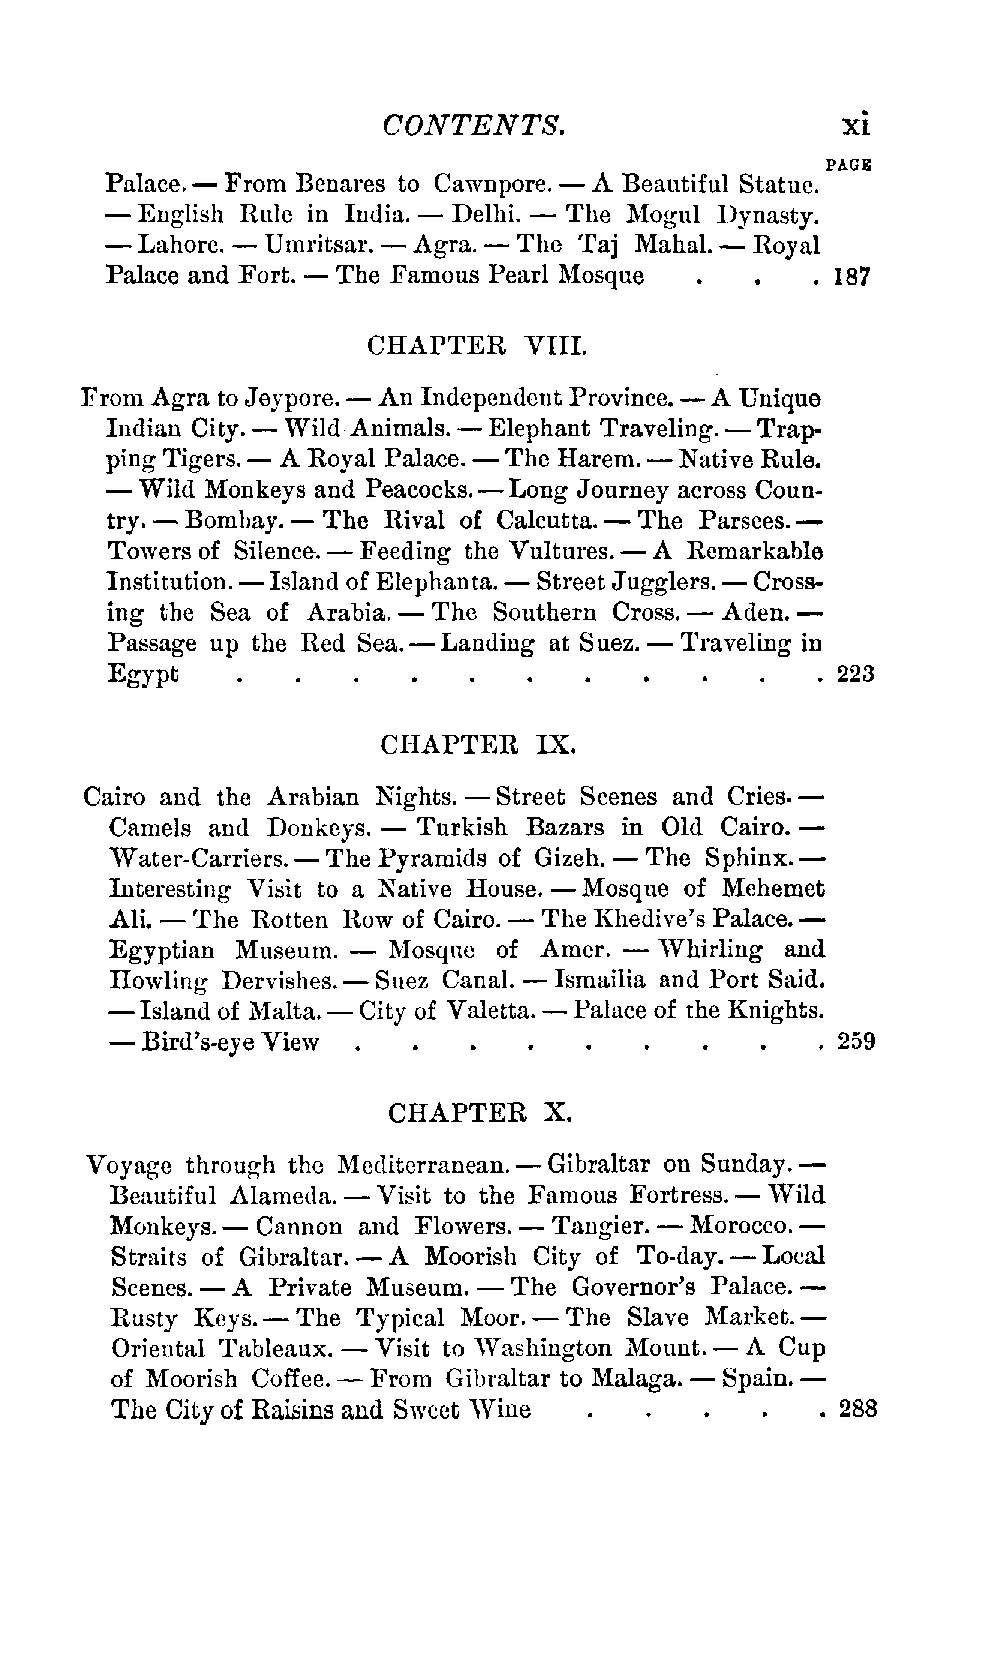 CONTENTS. xi
PAGE
Palace. — From Benares to Cawnpore. — A Beautiful Statue.
— English Rule in India. — Delhi. — The Mogul Dynasty.
— Lahore. — Umritsar. — Agra. — The Taj Mahal. — Royal
Palace and Fort. — The Famous Pearl Mosque . . . 187
CHAPTER VIII.
From Agra to Jeypore. — An Independent Province. — A Unique
Indian City. — Wild Animals. — Elephant Traveling. — Trap-
ping Tigers. — A Royal Palace. — The Harem. — Native Rule.
— Wild Monkeys and Peacocks. — Long Journey across Coun-
try. — Bombay. — The Rival of Calcutta. — The Parsees. —
Towers of Silence. — Feeding the Vultures. — A Remarkable
Institution. — Island of Elephanta. — Street Jugglers. — Cross-
ing the Sea of Arabia. — The Southern Cross. — Aden. —
Passage up the Red Sea. — Landing at Suez. — Traveling in
Egypt . . . . . . . . . . . 223
CHAPTER IX.
Cairo and the Arabian Nights. — Street Scenes and Cries. —
Camels and Donkeys. — Turkish Bazars in Old Cairo. —
Water-Carriers. — The Pyramids of Gizeh. — The Sphinx. —
Interesting Visit to a Native House. — Mosque of Mehemet
Ali. — The Rotten Row of Cairo. — The Khedive's Palace. —
Egyptian Museum. — Mosque of Amer. — Whirling and
Howling Dervishes. — Suez Canal. — Ismailia and Port Said.
— Island of Malta. — City of Valetta. — Palace of the Knights.
— Bird's-eye View . . . . . . . . . 259
CHAPTER X.
Voyage through the Mediterranean. — Gibraltar on Sunday. —
Beautiful Alameda. — Visit to the Famous Fortress. — Wild
Monkeys. — Cannon and Flowers. — Tangier. — Morocco. —
Straits of Gibraltar. — A Moorish City of To-day. — Local
Scenes. — A Private Museum. — The Governor's Palace. —
Rusty Keys. — The Typical Moor. — The Slave Market. —
Oriental Tableaux. — Visit to Washington Mount. — A Cup
of Moorish Coffee. — From Gibraltar to Malaga. — Spain. —
The City of Raisins and Sweet Wine . . . . . 288